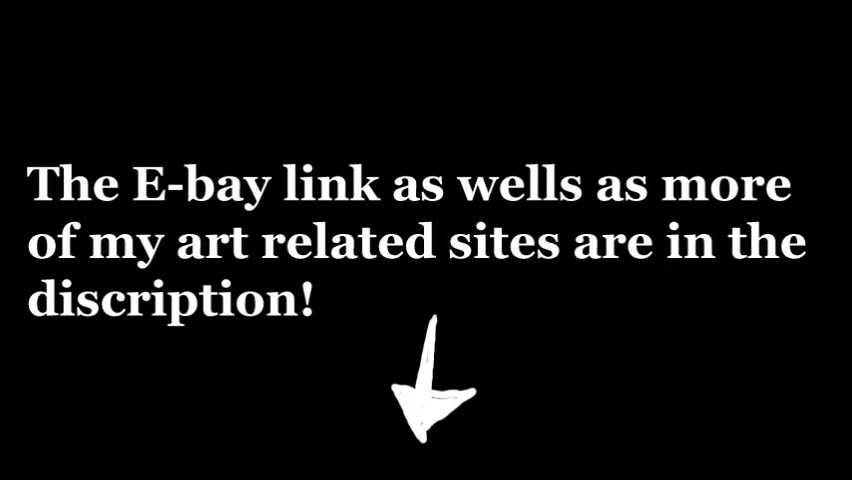 The E-bay link as wells as more
of my art related sites are in the
discription!